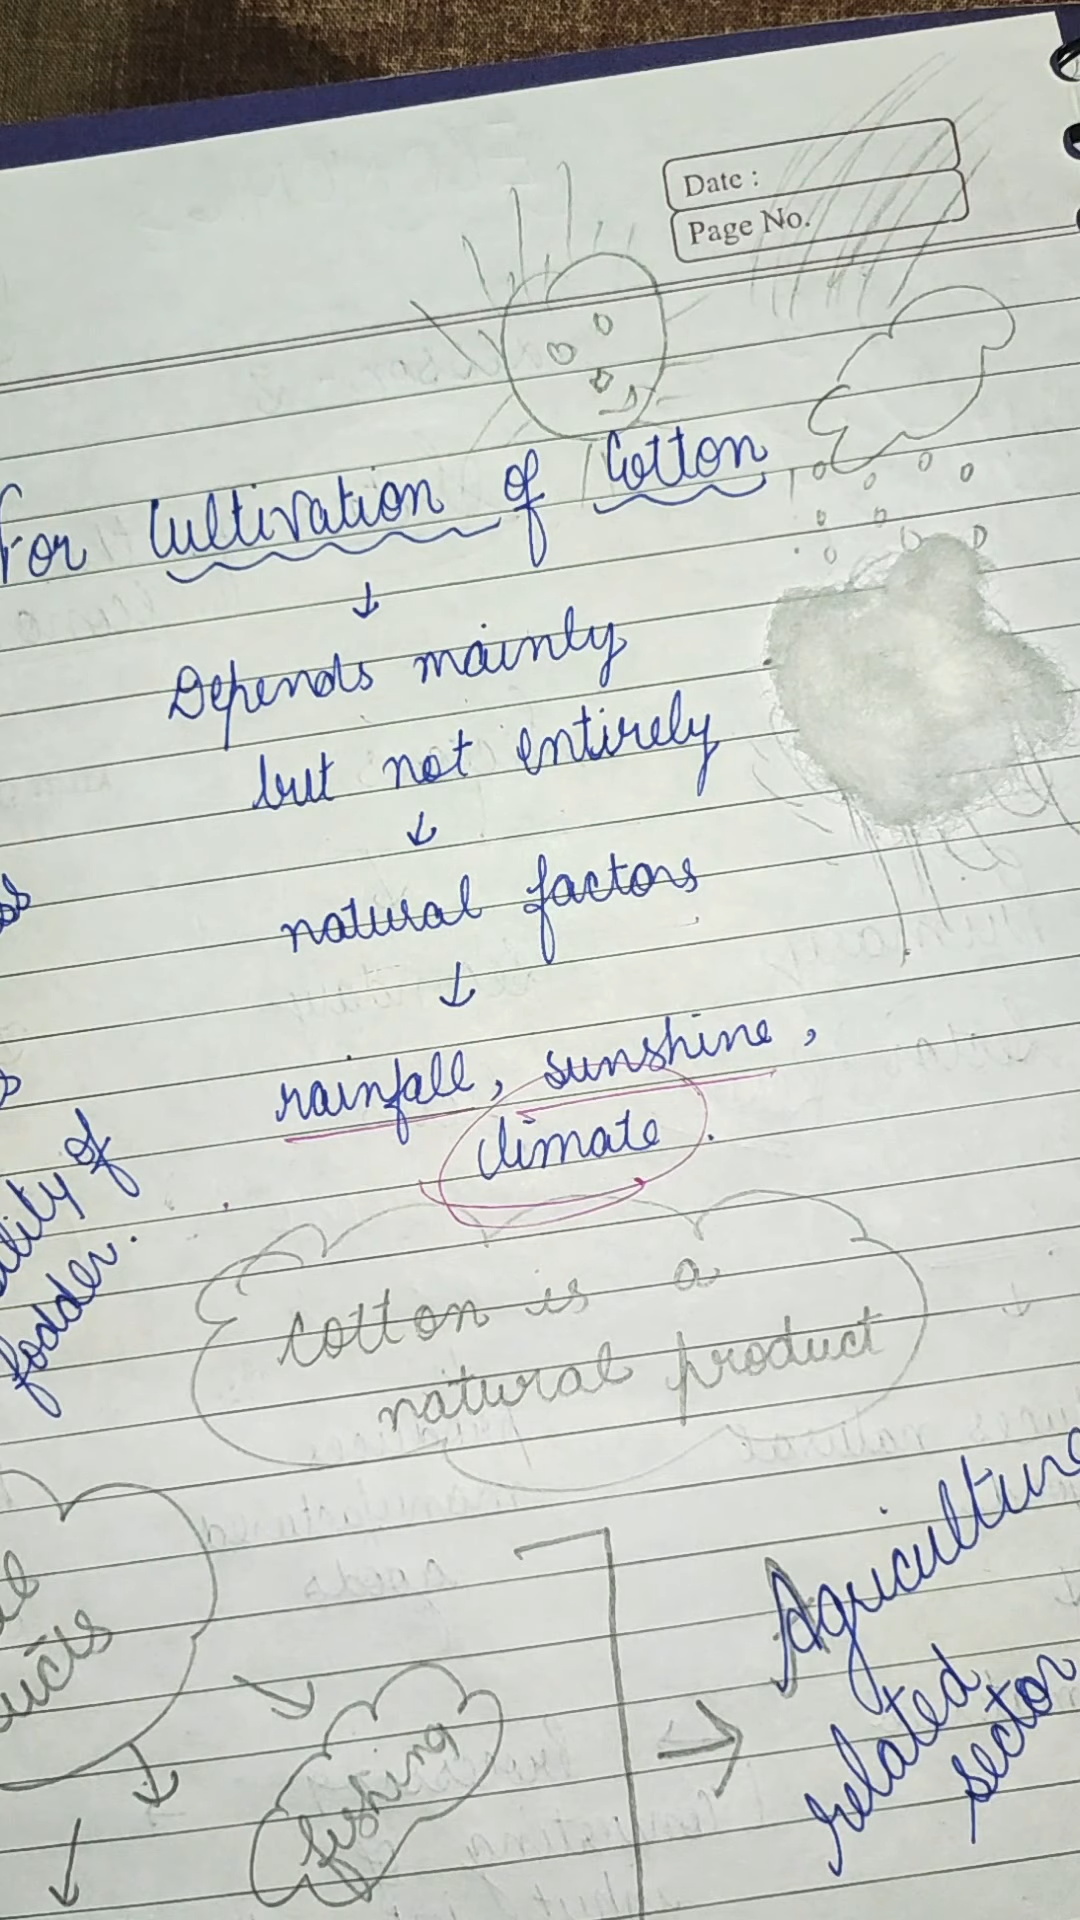 Date :
Page No.
For Cultivation of Cotton
↓
Depends mainly
but not entirely
↓
natural factors
↓
rainfall, sunshine,
climate.
of
fodder.
Cotton is a
natural product
fishing
→ Agriculture
related
sector